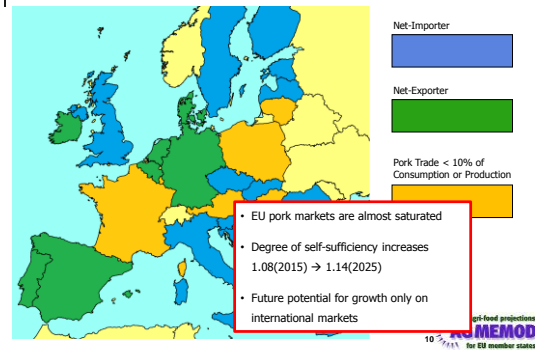 Net-Importer
Net-Exporter
Pork Trade < 10% of
Consumption or Production
• EU pork markets are almost saturated
• Degree of self-sufficiency increases
1.08(2015) → 1.14(2025)
• Future potential for growth only on
international markets
10
gri-food projections
MEMOD
for EU member states